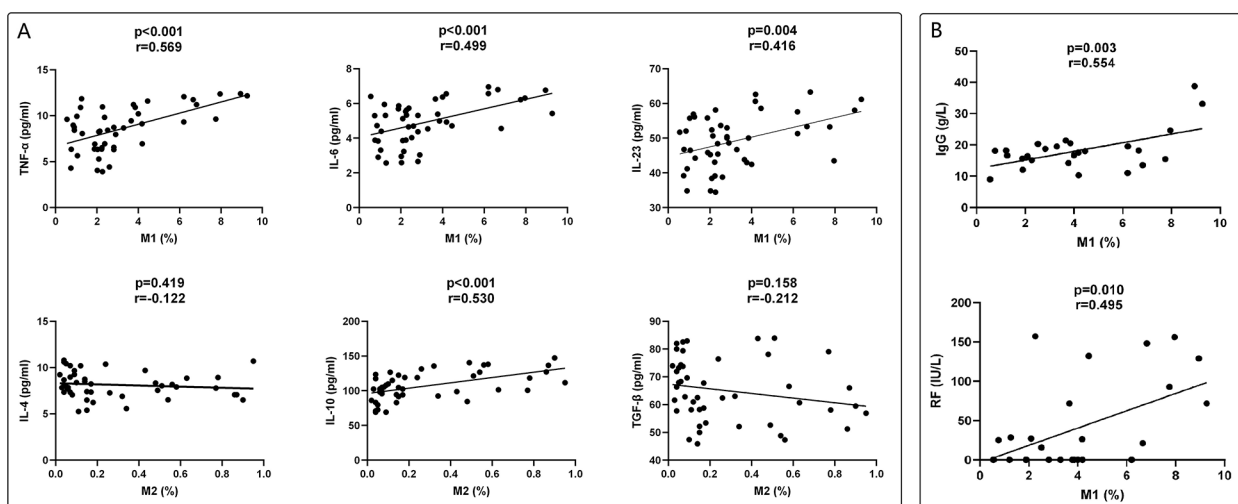 A
p<0.001
r=0.569
15
10
5
0
TNF-α (pg/ml)
0 2 4 6 8 10
M1 (%)
p<0.001
r=0.499
8
6
4
2
0
IL-6 (pg/ml)
0 2 4 6 8 10
M1 (%)
p=0.004
r=0.416
70
60
50
40
30
IL-23 (pg/ml)
0 2 4 6 8 10
M1 (%)
p=0.419
r=-0.122
15
10
5
0
IL-4 (pg/ml)
0.0 0.2 0.4 0.6 0.8 1.0
M2 (%)
p<0.001
r=0.530
200
150
100
50
0
IL-10 (pg/ml)
0.0 0.2 0.4 0.6 0.8 1.0
M2 (%)
p=0.158
r=-0.212
90
80
70
60
50
40
TGF-β (pg/ml)
0.0 0.2 0.4 0.6 0.8 1.0
M2 (%)
B
p=0.003
r=0.554
50
40
30
20
10
0
IgG (g/L)
0 2 4 6 8 10
M1 (%)
p=0.010
r=0.495
200
150
100
50
0
RF (IU/L)
0 2 4 6 8 10
M1 (%)